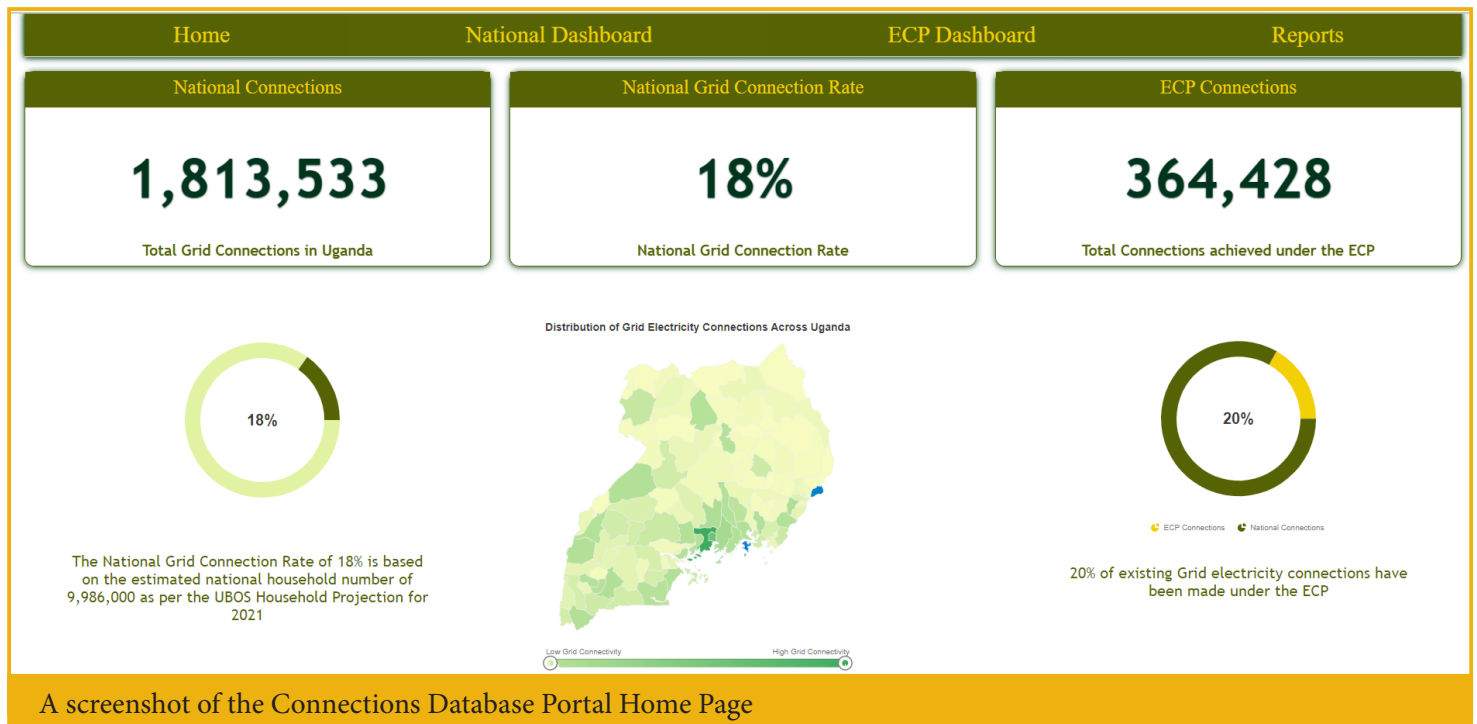 Home National Dashboard ECP Dashboard Reports
National Connections
1,813,533
Total Grid Connections in Uganda
National Grid Connection Rate
18%
National Grid Connection Rate
ECP Connections
364,428
Total Connections achieved under the ECP
18%
The National Grid Connection Rate of 18% is based
on the estimated national household number of
9,986,000 as per the UBOS Household Projection for
2021
Distribution of Grid Electricity Connections Across Uganda
Low Grid Connectivity High Grid Connectivity
20%
ECP Connections National Connections
20% of existing Grid electricity connections have
been made under the ECP
A screenshot of the Connections Database Portal Home Page